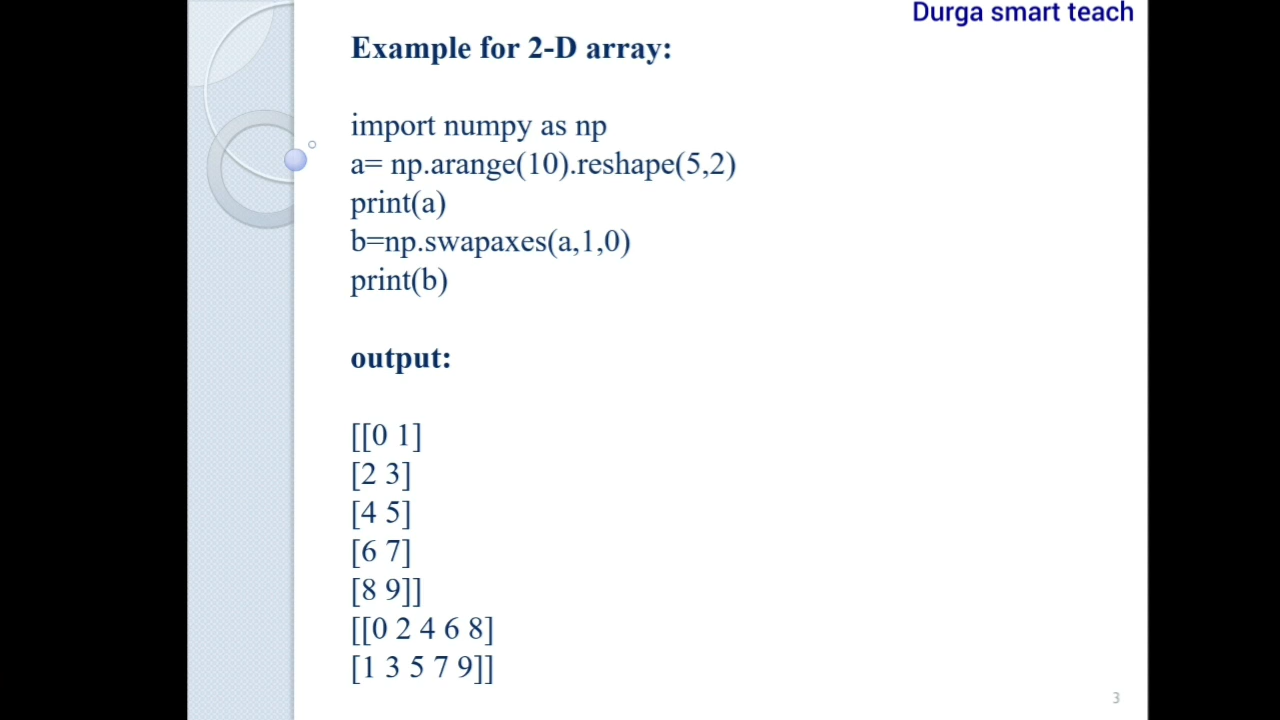 Durga smart teach
Example for 2-D array:
import numpy as np
a= np.arange(10).reshape(5,2)
print(a)
b=np.swapaxes(a,1,0)
print(b)
output:
[[0 1]
[2 3]
[4 5]
[6 7]
[8 9]]
[[0 2 4 6 8]
[1 3 5 7 9]]
3